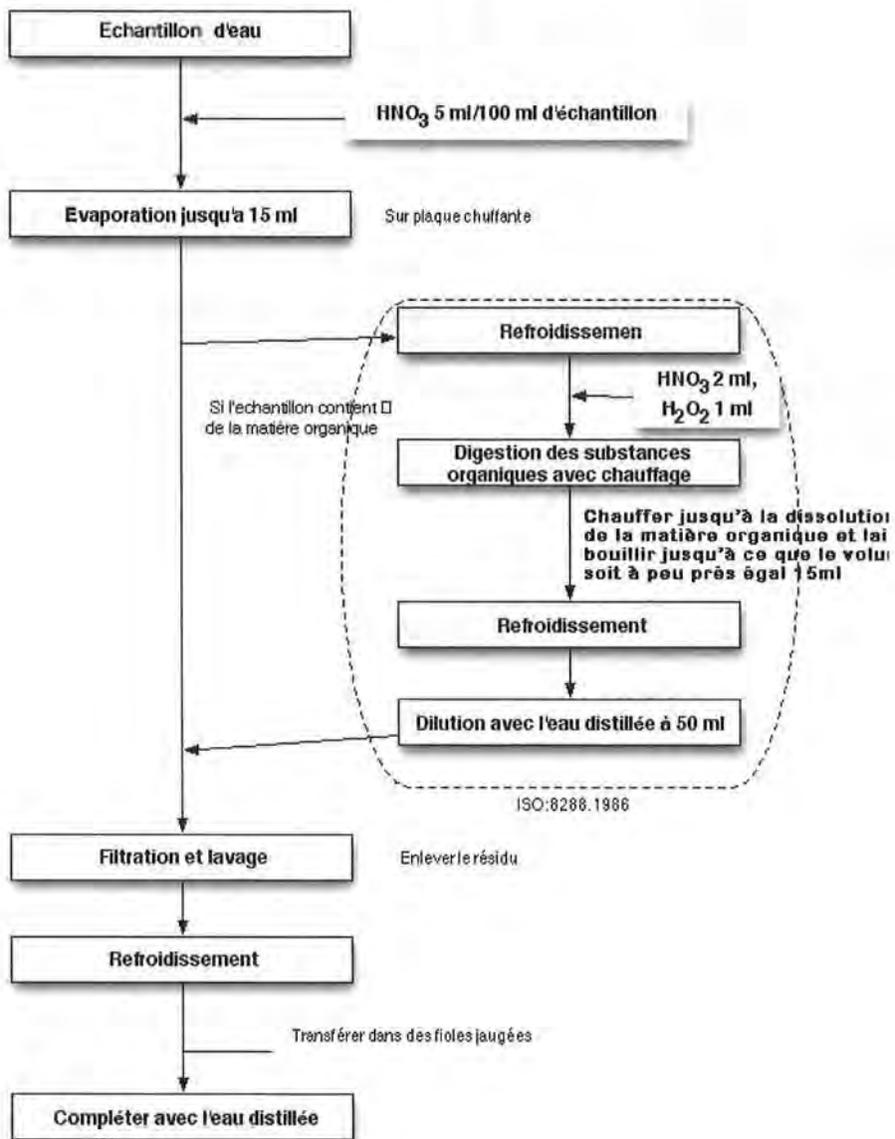 Echantillon d'eau
HNO3 5 ml/100 ml d'échantillon
Evaporation jusqu'a 15 ml
Sur plaque chuffante
Refroidissemen
HNO3 2 ml,
H2O2 1 ml
Si l'echantillon contient □
de la matière organique
Digestion des substances
organiques avec chauffage
Chauffer jusqu'à la dissolution
de la matière organique et lai
bouillir jusqu'à ce que le volu
soit à peu près égal 15ml
Refroidissement
Dilution avec l'eau distillée à 50 ml
ISO:8288.1986
Filtration et lavage
Enlever le résidu
Refroidissement
Transférer dans des fioles jaugées
Compléter avec l'eau distillée